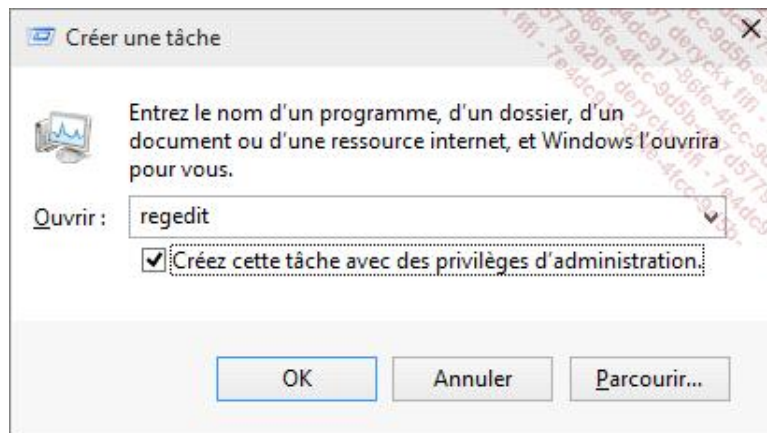 Créer une tâche
Entrez le nom d'un programme, d'un dossier, d'un
document ou d'une ressource internet, et Windows l'ouvrira
pour vous.
Ouvrir :
regedit
Créez cette tâche avec des privilèges d'administration.
OK
Annuler
Parcourir...